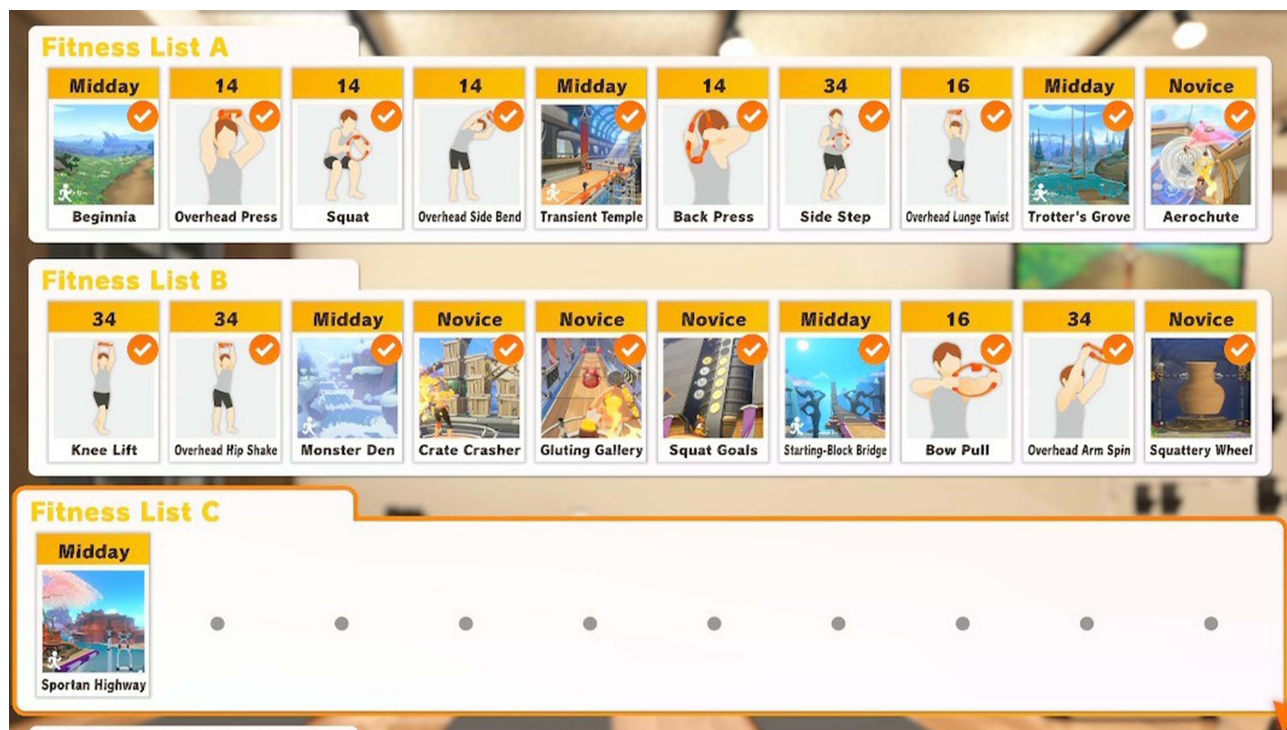 Fitness List A
Midday 14 14 14 Midday 14 34 16 Midday Novice
Beginnia Overhead Press Squat Overhead Side Bend Transient Temple Back Press Side Step Overhead Lunge Twist Trotter's Grove Aerochute
Fitness List B
34 34 Midday Novice Novice Novice Midday 16 34 Novice
Knee Lift Overhead Hip Shake Monster Den Crate Crasher Gluting Gallery Squat Goals Starting-Block Bridge Bow Pull Overhead Arm Spin Squattery Wheel
Fitness List C
Midday
Sportan Highway